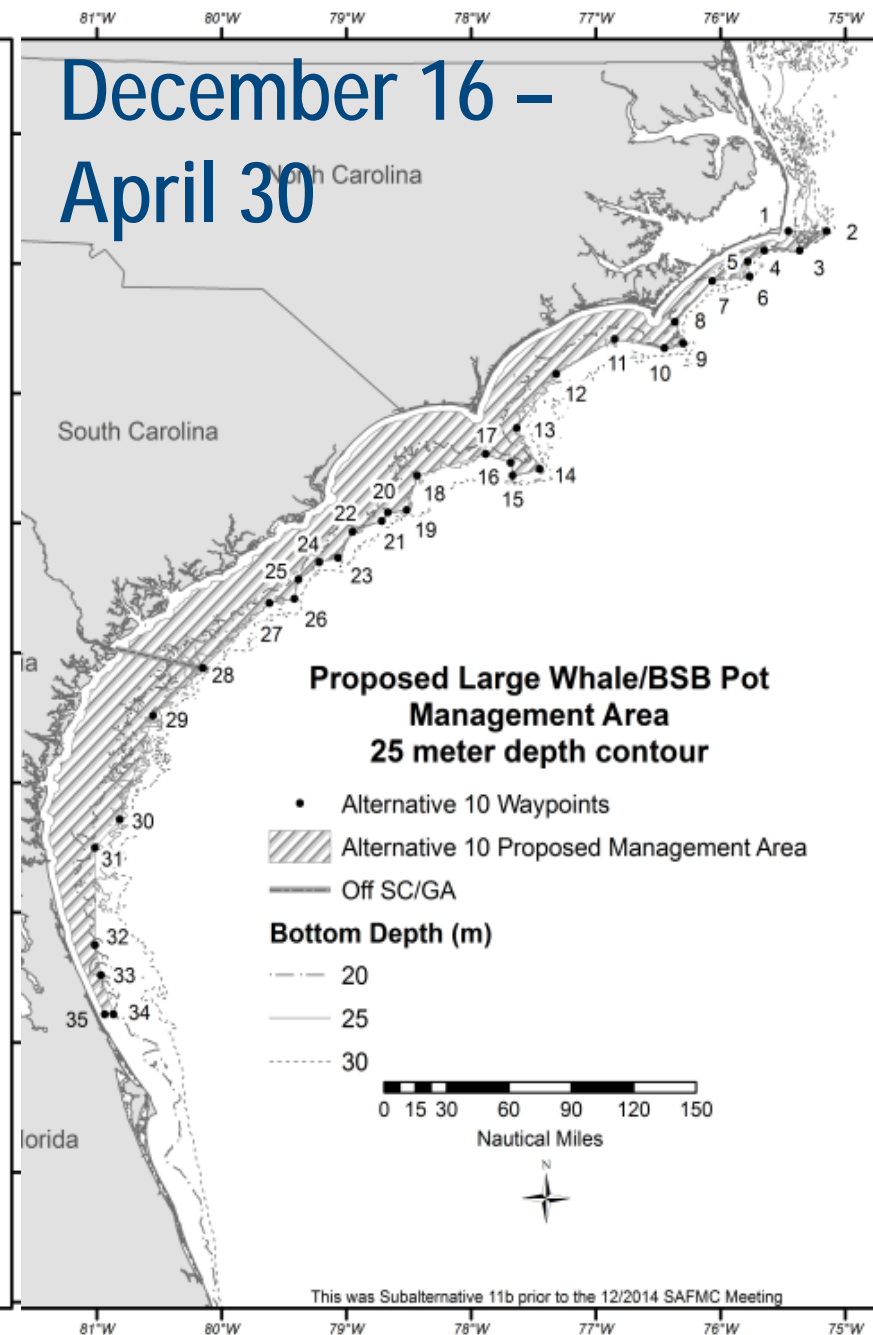 81°W 80°W 79°W 78°W 77°W 76°W 75°W
December 16 –
April 30
North Carolina
South Carolina
ia
lorida
1
2
3
4
5
6
7
8
9
10
11
12
13
14
15
16
17
18
19
20
21
22
23
24
25
26
27
28
29
30
31
32
33
34
35
Proposed Large Whale/BSB Pot
Management Area
25 meter depth contour
Alternative 10 Waypoints
Alternative 10 Proposed Management Area
Off SC/GA
Bottom Depth (m)
20
25
30
0 15 30 60 90 120 150
Nautical Miles
N
This was Subalternative 11b prior to the 12/2014 SAFMC Meeting
81°W 80°W 79°W 78°W 77°W 76°W 75°W